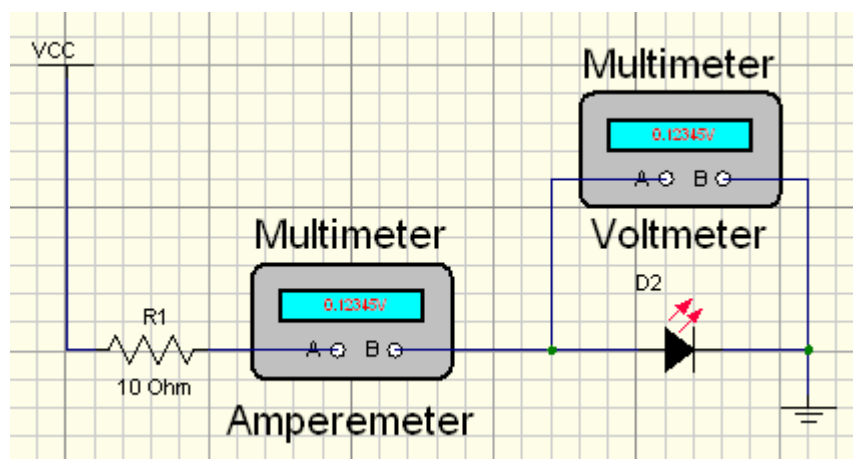 VCC
Multimeter
0.12345V
A B
Voltmeter
Multimeter
0.12345V
A B
Amperemeter
R1
10 Ohm
D2